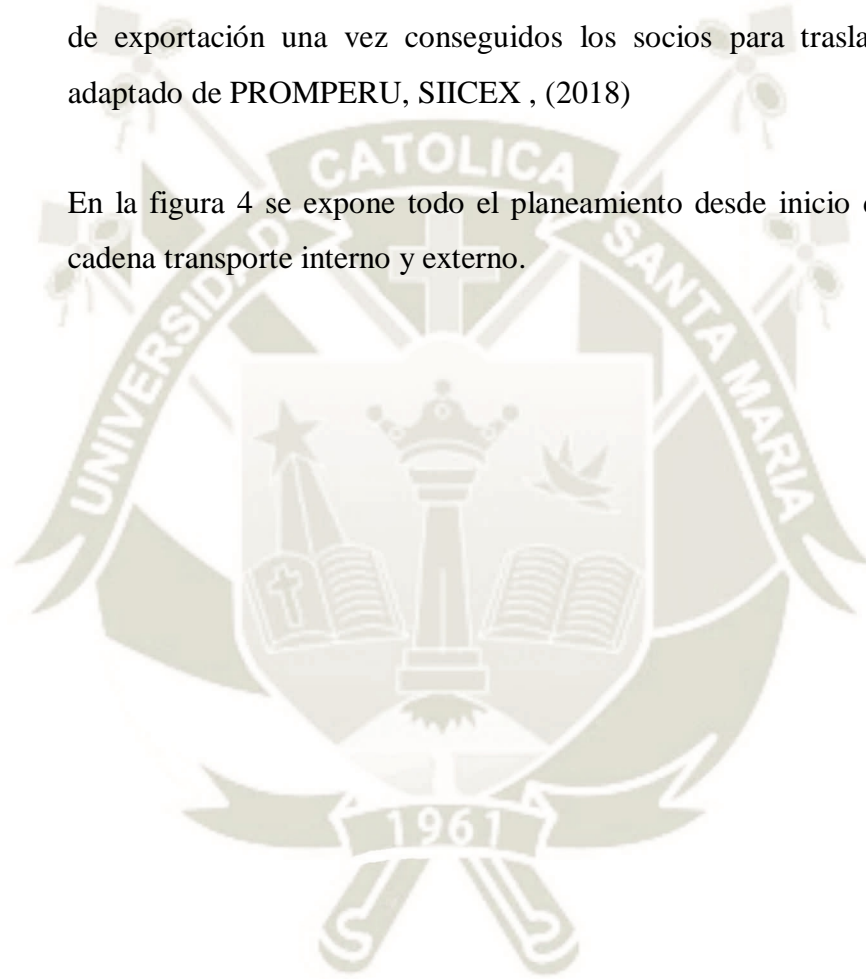 de exportación una vez conseguidos los socios para
adaptado de PROMPERU, SIICEX , (2018)
En la figura 4 se expone todo el planeamiento desde inicio
cadena transporte interno y externo.
UNIVERSIDAD CATOLICA SANTA MARIA
1961